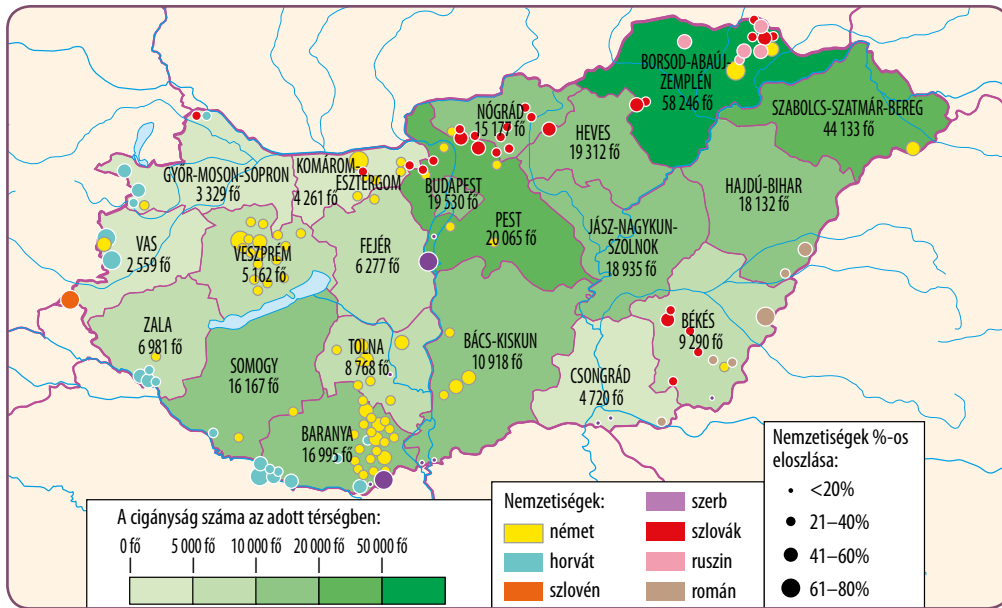 BORSOD-ABAÚJ-
ZEMPLÉN
58 246 fő
SZABOLCS-SZATMÁR-BEREG
44 133 fő
NÓGRÁD
15 177 fő
HEVES
19 312 fő
GYŐR-MOSON-SOPRON
3 329 fő
KOMÁROM-
ESZTERGOM
4 261 fő
BUDAPEST
19 530 fő
HAJDÚ-BIHAR
18 132 fő
PEST
20 065 fő
JÁSZ-NAGYKUN-
SZOLNOK
18 935 fő
VAS
2 559 fő
VESZPRÉM
5 162 fő
FEJÉR
6 277 fő
ZALA
6 981 fő
SOMOGY
16 167 fő
TOLNA
8 768 fő
BÁCS-KISKUN
10 918 fő
BÉKÉS
9 290 fő
CSONGRÁD
4 720 fő
BARANYA
16 995 fő
A cigányság száma az adott térségben:
0 fő 5 000 fő 10 000 fő 20 000 fő 50 000 fő
Nemzetiségek:
német
horvát
szlovén
szerb
szlovák
ruszin
román
Nemzetiségek %-os
eloszlása:
<20%
21–40%
41–60%
61–80%